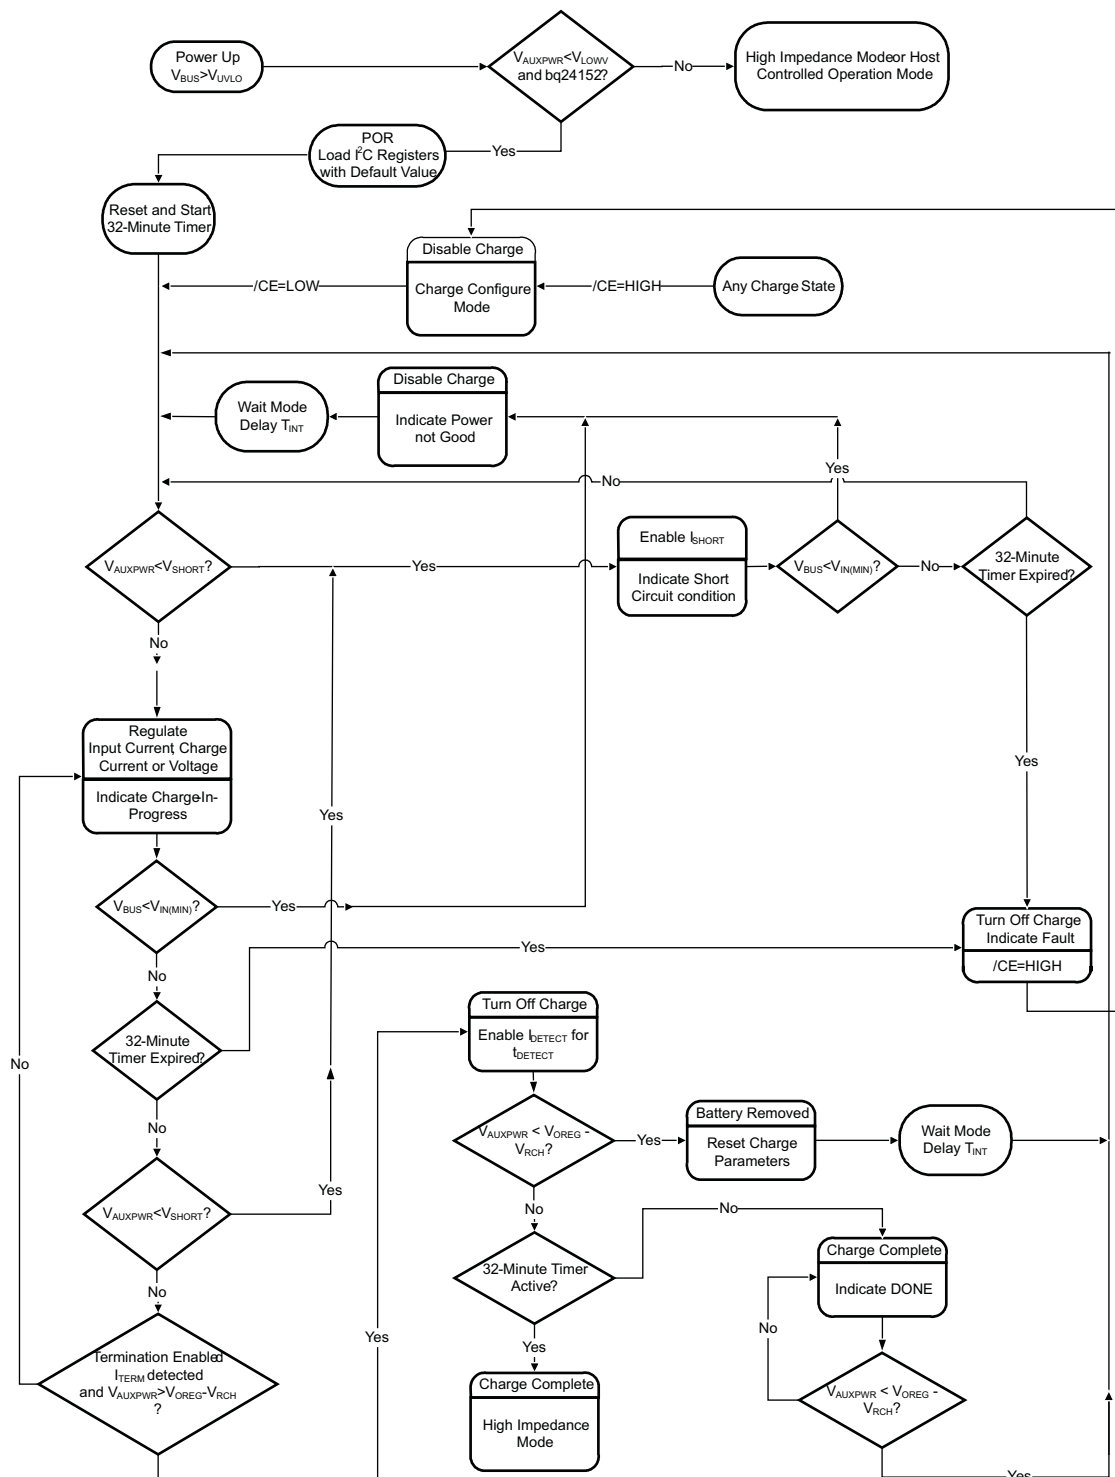 Power Up
VBUS>VUVLO
VAUXPWR<VLOWV
and bq24152?
No
High Impedance Modeor Host
Controlled Operation Mode
Yes
POR
Load I2C Registers
with Default Value
Reset and Start
32-Minute Timer
Disable Charge
Charge Configure
Mode
/CE=LOW
/CE=HIGH
Any Charge State
Disable Charge
Indicate Power
not Good
Wait Mode
Delay TINT
Yes
No
VAUXPWR<VSHORT?
Yes
Enable ISHORT
Indicate Short
Circuit condition
VBUS<VIN(MIN)?
No
32-Minute
Timer Expired?
No
Regulate
Input Current, Charge
Current or Voltage
Indicate Charge-In-
Progress
Yes
Yes
VBUS<VIN(MIN)?
Yes
Turn Off Charge
Indicate Fault
/CE=HIGH
Yes
No
32-Minute
Timer Expired?
No
Turn Off Charge
Enable IDETECT for
tDETECT
No
VAUXPWR < VOREG -
VRCH?
Yes
Battery Removed
Reset Charge
Parameters
Wait Mode
Delay TINT
VAUXPWR<VSHORT?
Yes
No
No
32-Minute Timer
Active?
Charge Complete
Indicate DONE
No
Termination Enabled
ITERM detected
and VAUXPWR>VOREG-VRCH
?
Yes
Yes
No
Charge Complete
High Impedance
Mode
VAUXPWR < VOREG -
VRCH?
Yes